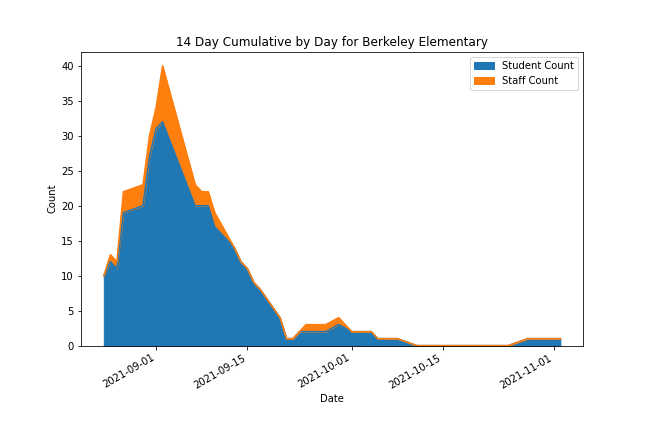 14 Day Cumulative by Day for Berkeley Elementary
Student Count
Staff Count
Count
40
35
30
25
20
15
10
5
0
2021-09-01
2021-09-15
2021-10-01
2021-10-15
2021-11-01
Date